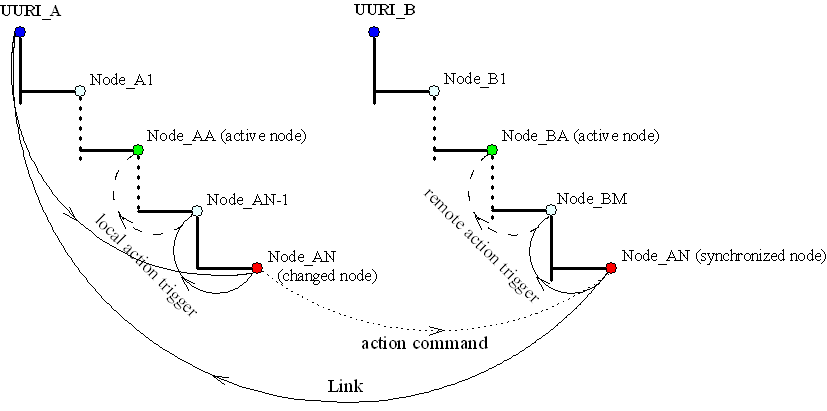 UURI_A
UURI_B
Node_A1
Node_B1
Node_AA (active node)
Node_BA (active node)
Node_AN-1
Node_BM
local action trigger
remote action trigger
Node_AN
(changed node)
Node_AN (synchronized node)
action command
Link